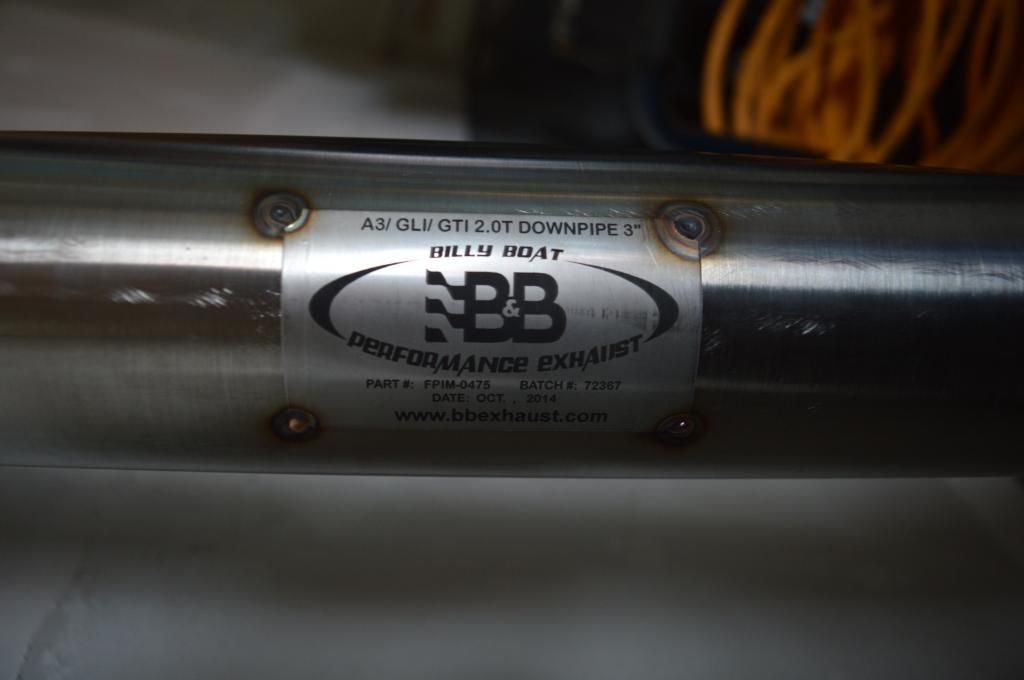 A3/ GLI/ GTI 2.0T DOWNPIPE 3"
BILLY BOAT
B&B
PERFORMANCE EXHAUST
PART #: FPIM-0475 BATCH #: 72367
DATE: OCT. , 2014
www.bbexhaust.com